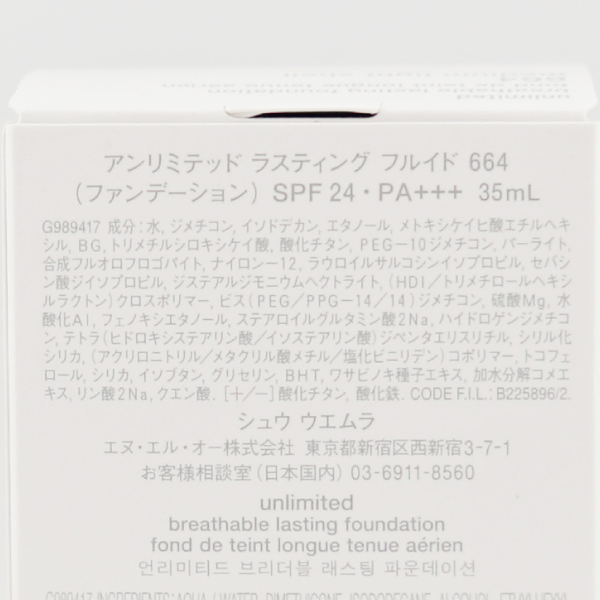 unlimited
breathable lasting foundation
fond de teint longue tenue aérien
アンリミテッド ラスティング フルイド 664
（ファンデーション） SPF 24・PA+++ 35mL
G989417 成分：水, ジメチコン, イソドデカン, エタノール, メトキシケイヒ酸エチルヘキ
シル, BG, トリメチルシロキシケイ酸, 酸化チタン, PEG－10ジメチコン, パーライト,
合成フルオロフロゴパイト, ナイロン－12, ラウロイルサルコシンイソプロピル, セバシ
ン酸ジイソプロピル, ジステアルジモニウムヘクトライト, （HDI／トリメチロールヘキシ
ルラクトン）クロスポリマー, ビス（PEG／PPG－14／14）ジメチコン, 硫酸Mg, 水
酸化Al, フェノキシエタノール, ステアロイルグルタミン酸2Na, ハイドロゲンジメチコ
ン, テトラ（ヒドロキシステアリン酸／イソステアリン酸）ジペンタエリスリチル, シリル化
シリカ, （アクリロニトリル／メタクリル酸メチル／塩化ビニリデン）コポリマー, トコフェ
ロール, シリカ, イソブタン, グリセリン, BHT, ワサビノキ種子エキス, 加水分解コメエ
キス, リン酸2Na, クエン酸. [+/−] 酸化チタン, 酸化鉄. CODE F.I.L.: B225896/2.
シュウ ウエムラ
エヌ・エル・オー株式会社 東京都新宿区西新宿3-7-1
お客様相談室（日本国内） 03-6911-8560
unlimited
breathable lasting foundation
fond de teint longue tenue aérien
언리미티드 브리더블 래스팅 파운데이션
G989417 INGREDIENTS: AQUA / WATER, DIMETHICONE, ISODODECANE, ALCOHOL, ETHYLHEXYL